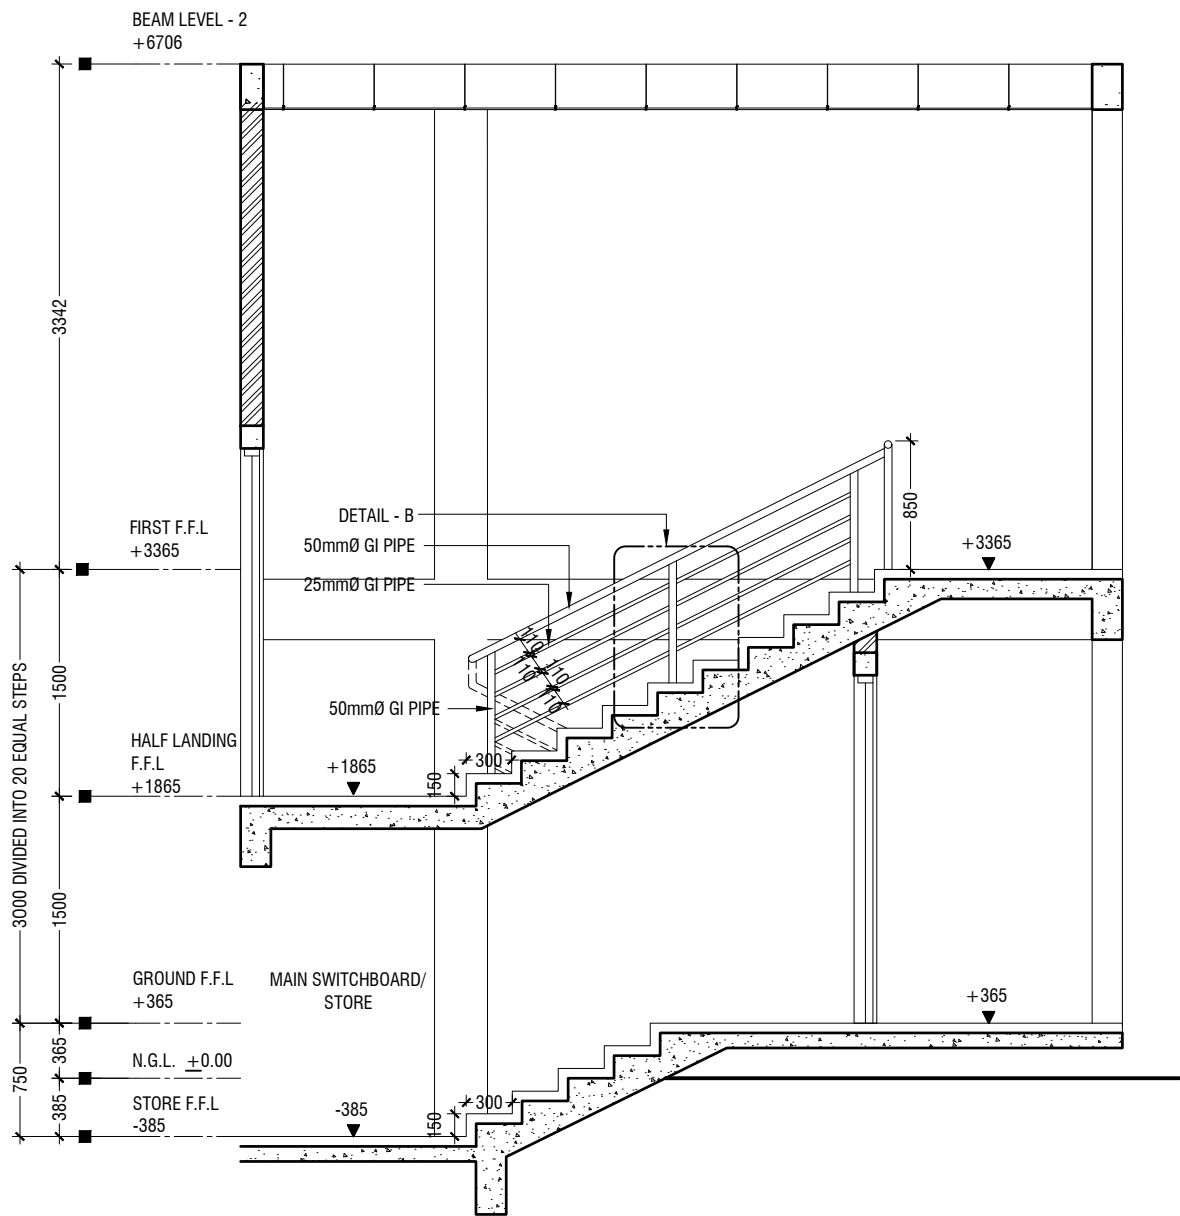 BEAM LEVEL - 2
+6706
3342
FIRST F.F.L
+3365
DETAIL - B
50mmØ GI PIPE
25mmØ GI PIPE
850
+3365
110
110
110
110
50mmØ GI PIPE
1500
HALF LANDING
F.F.L
+1865
+1865
300
150
3000 DIVIDED INTO 20 EQUAL STEPS
1500
GROUND F.F.L
+365
MAIN SWITCHBOARD/
STORE
+365
365
N.G.L. ±0.00
750
385
STORE F.F.L
-385
-385
300
150